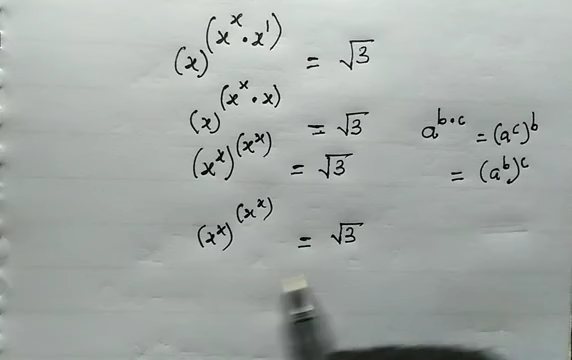 (x)^(x^x · x^1) = √3
(x)^(x^x · x) = √3
(x^x)^(x^x) = √3
(x^x)^(x^x) = √3
a^b·c = (a^c)^b
= (a^b)^c